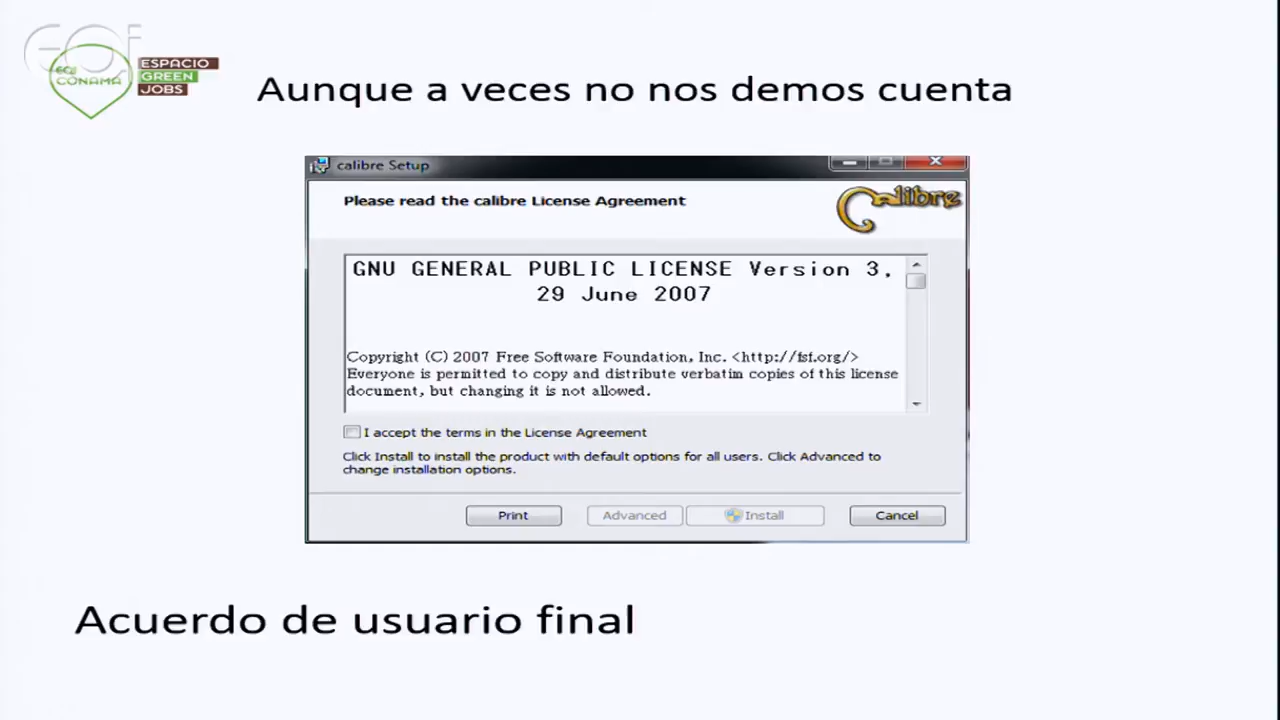 EOI
ECO
CONAMA
ESPACIO
GREEN
JOBS
Aunque a veces no nos demos cuenta
calibre Setup
Please read the calibre License Agreement
Calibre
GNU GENERAL PUBLIC LICENSE Version 3,
29 June 2007
Copyright (C) 2007 Free Software Foundation, Inc. <http://fsf.org/>
Everyone is permitted to copy and distribute verbatim copies of this license
document, but changing it is not allowed.
I accept the terms in the License Agreement
Click Install to install the product with default options for all users. Click Advanced to
change installation options.
Print
Advanced
Install
Cancel
Acuerdo de usuario final